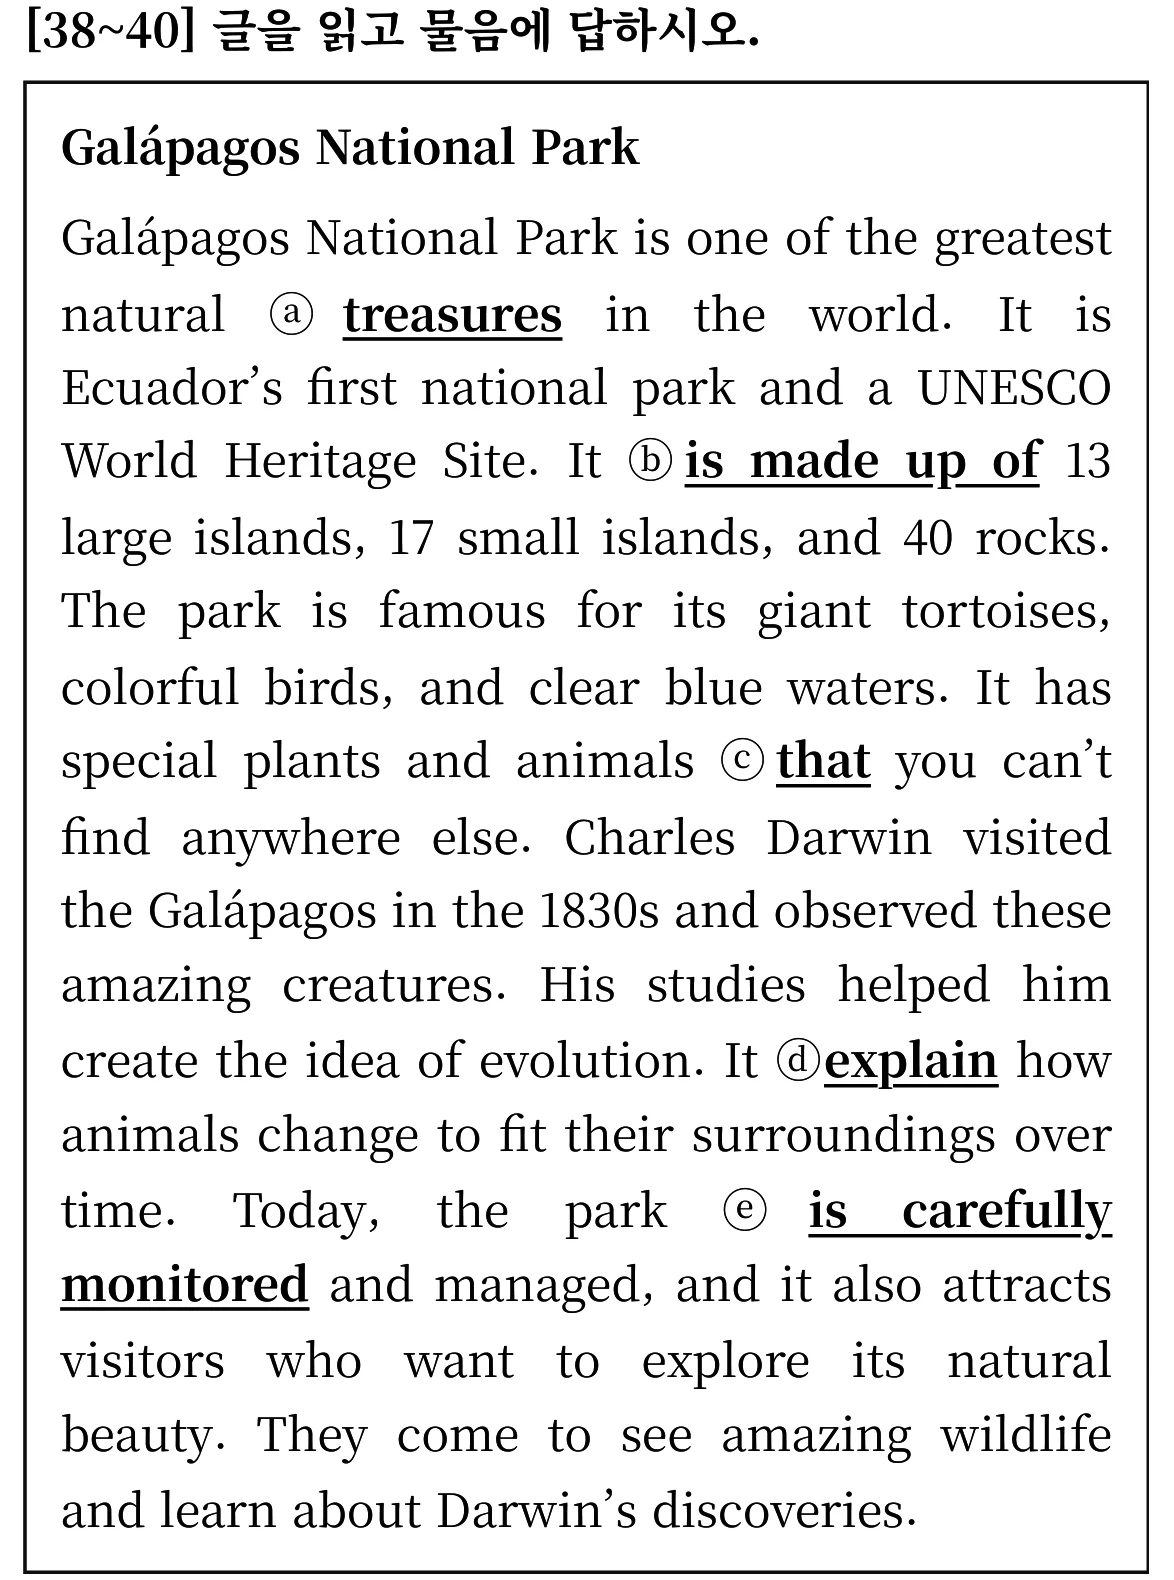 [38~40] 글을 읽고 물음에 답하시오.
Galápagos National Park
Galápagos National Park is one of the greatest
natural ⓐ treasures in the world. It is
Ecuador’s first national park and a UNESCO
World Heritage Site. It ⓑ is made up of 13
large islands, 17 small islands, and 40 rocks.
The park is famous for its giant tortoises,
colorful birds, and clear blue waters. It has
special plants and animals ⓒ that you can’t
find anywhere else. Charles Darwin visited
the Galápagos in the 1830s and observed these
amazing creatures. His studies helped him
create the idea of evolution. It ⓓexplain how
animals change to fit their surroundings over
time. Today, the park ⓔ is carefully
monitored and managed, and it also attracts
visitors who want to explore its natural
beauty. They come to see amazing wildlife
and learn about Darwin’s discoveries.